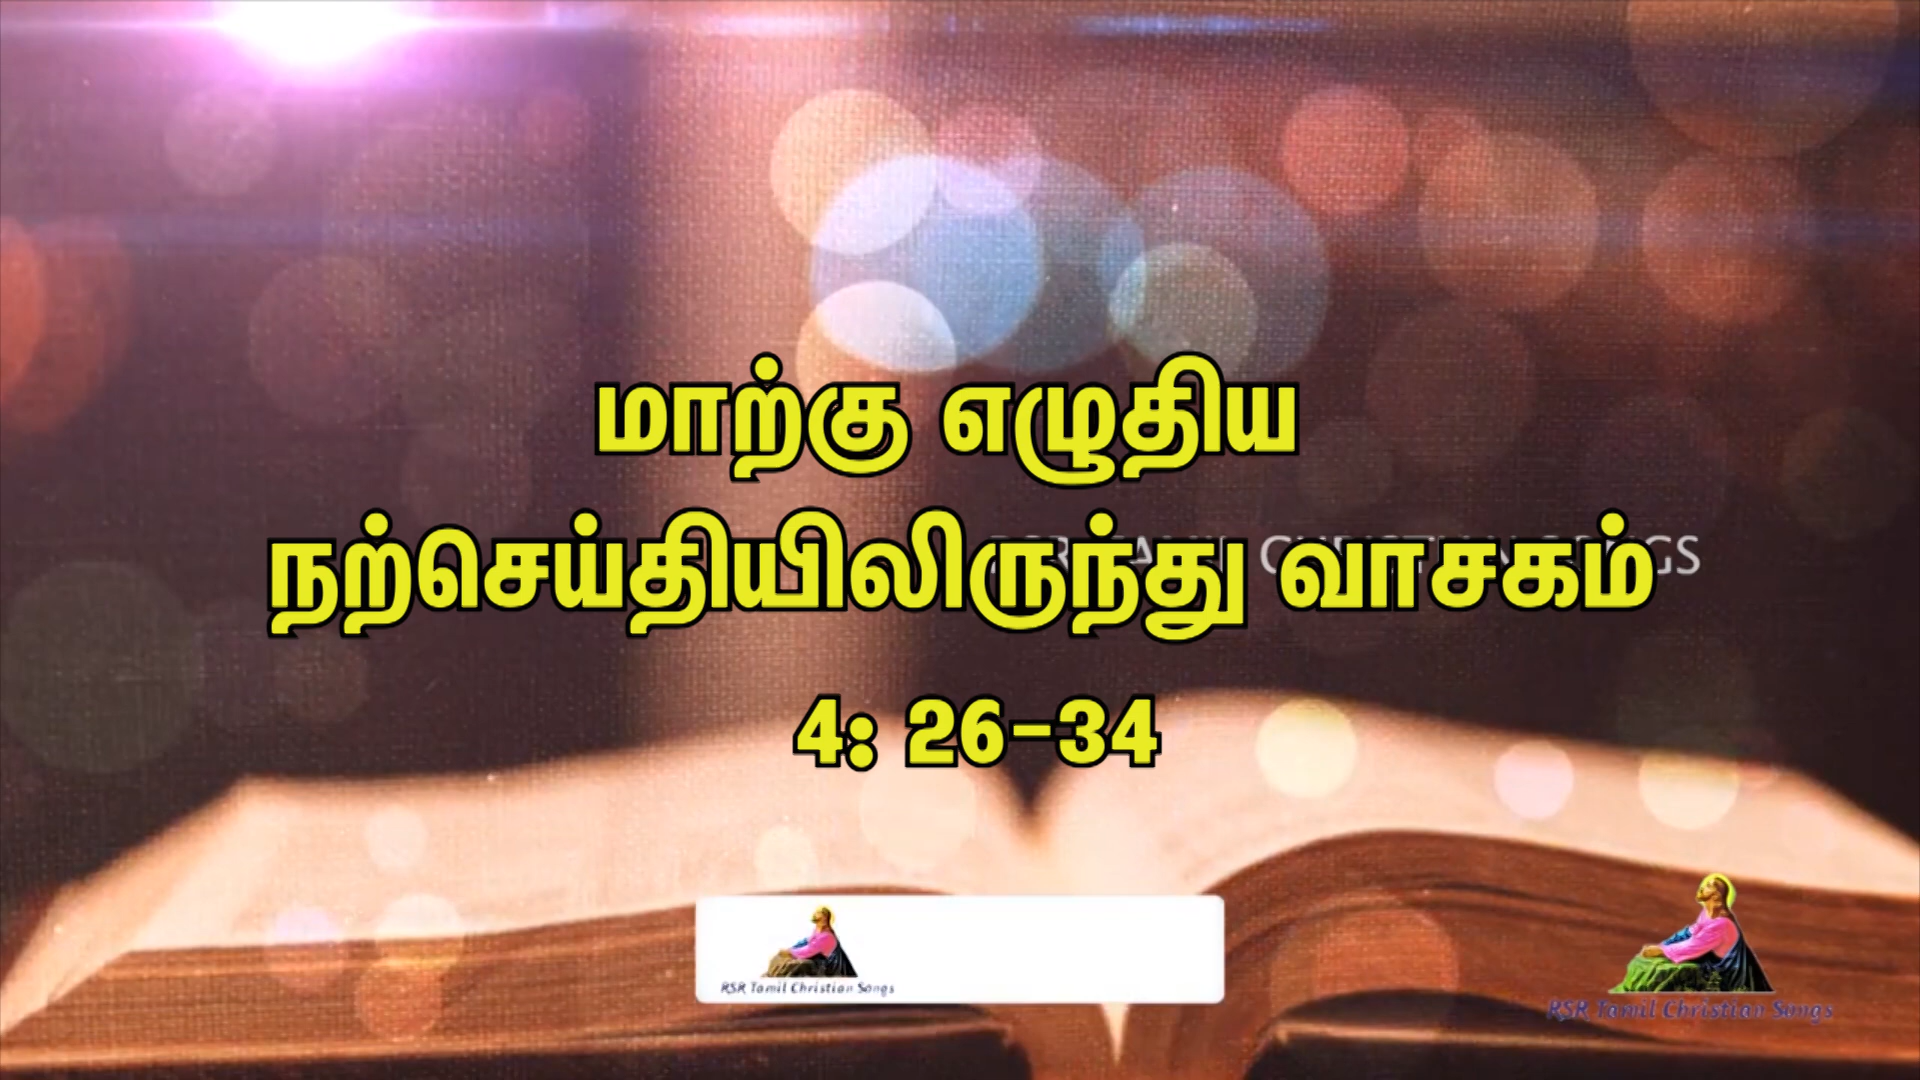 மாற்கு எழுதிய
நற்செய்தியிலிருந்து வாசகம்
4: 26-34
RSR Tamil Christian Songs
RSR Tamil Christian Songs